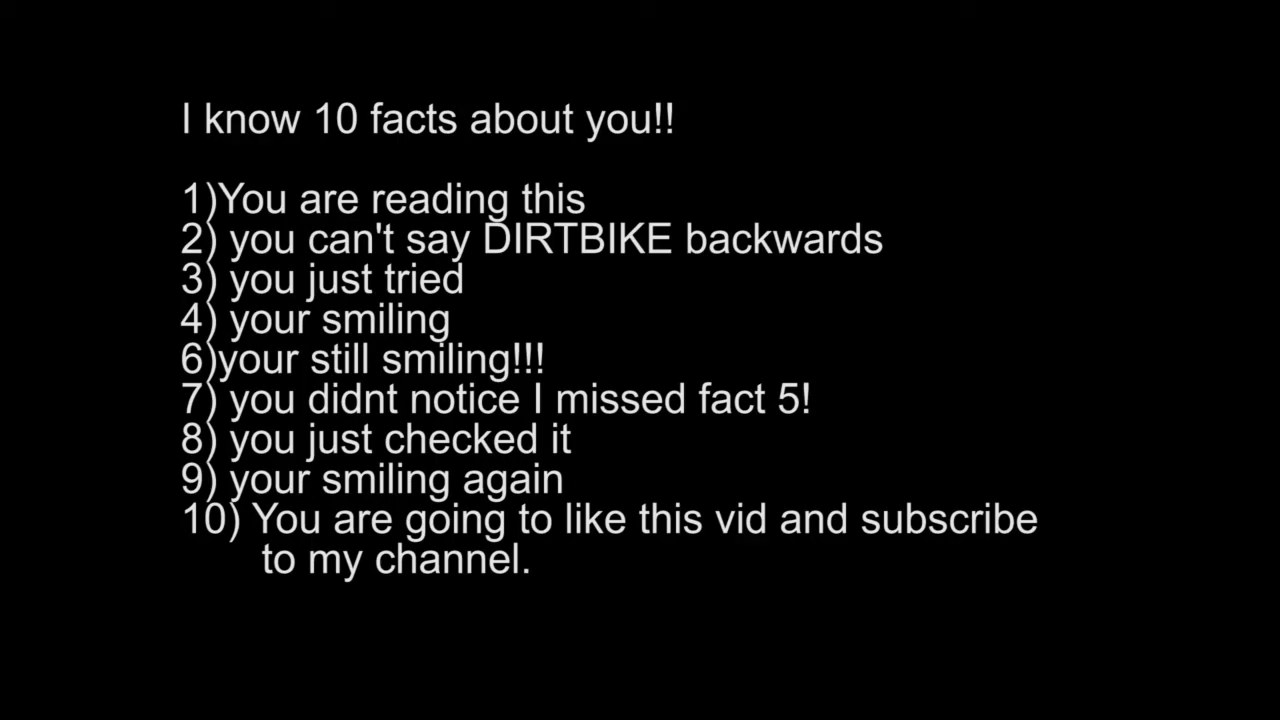 I know 10 facts about you!!
1)You are reading this
2) you can't say DIRTBIKE backwards
3) you just tried
4) your smiling
6)your still smiling!!!
7) you didnt notice I missed fact 5!
8) you just checked it
9) your smiling again
10) You are going to like this vid and subscribe
to my channel.